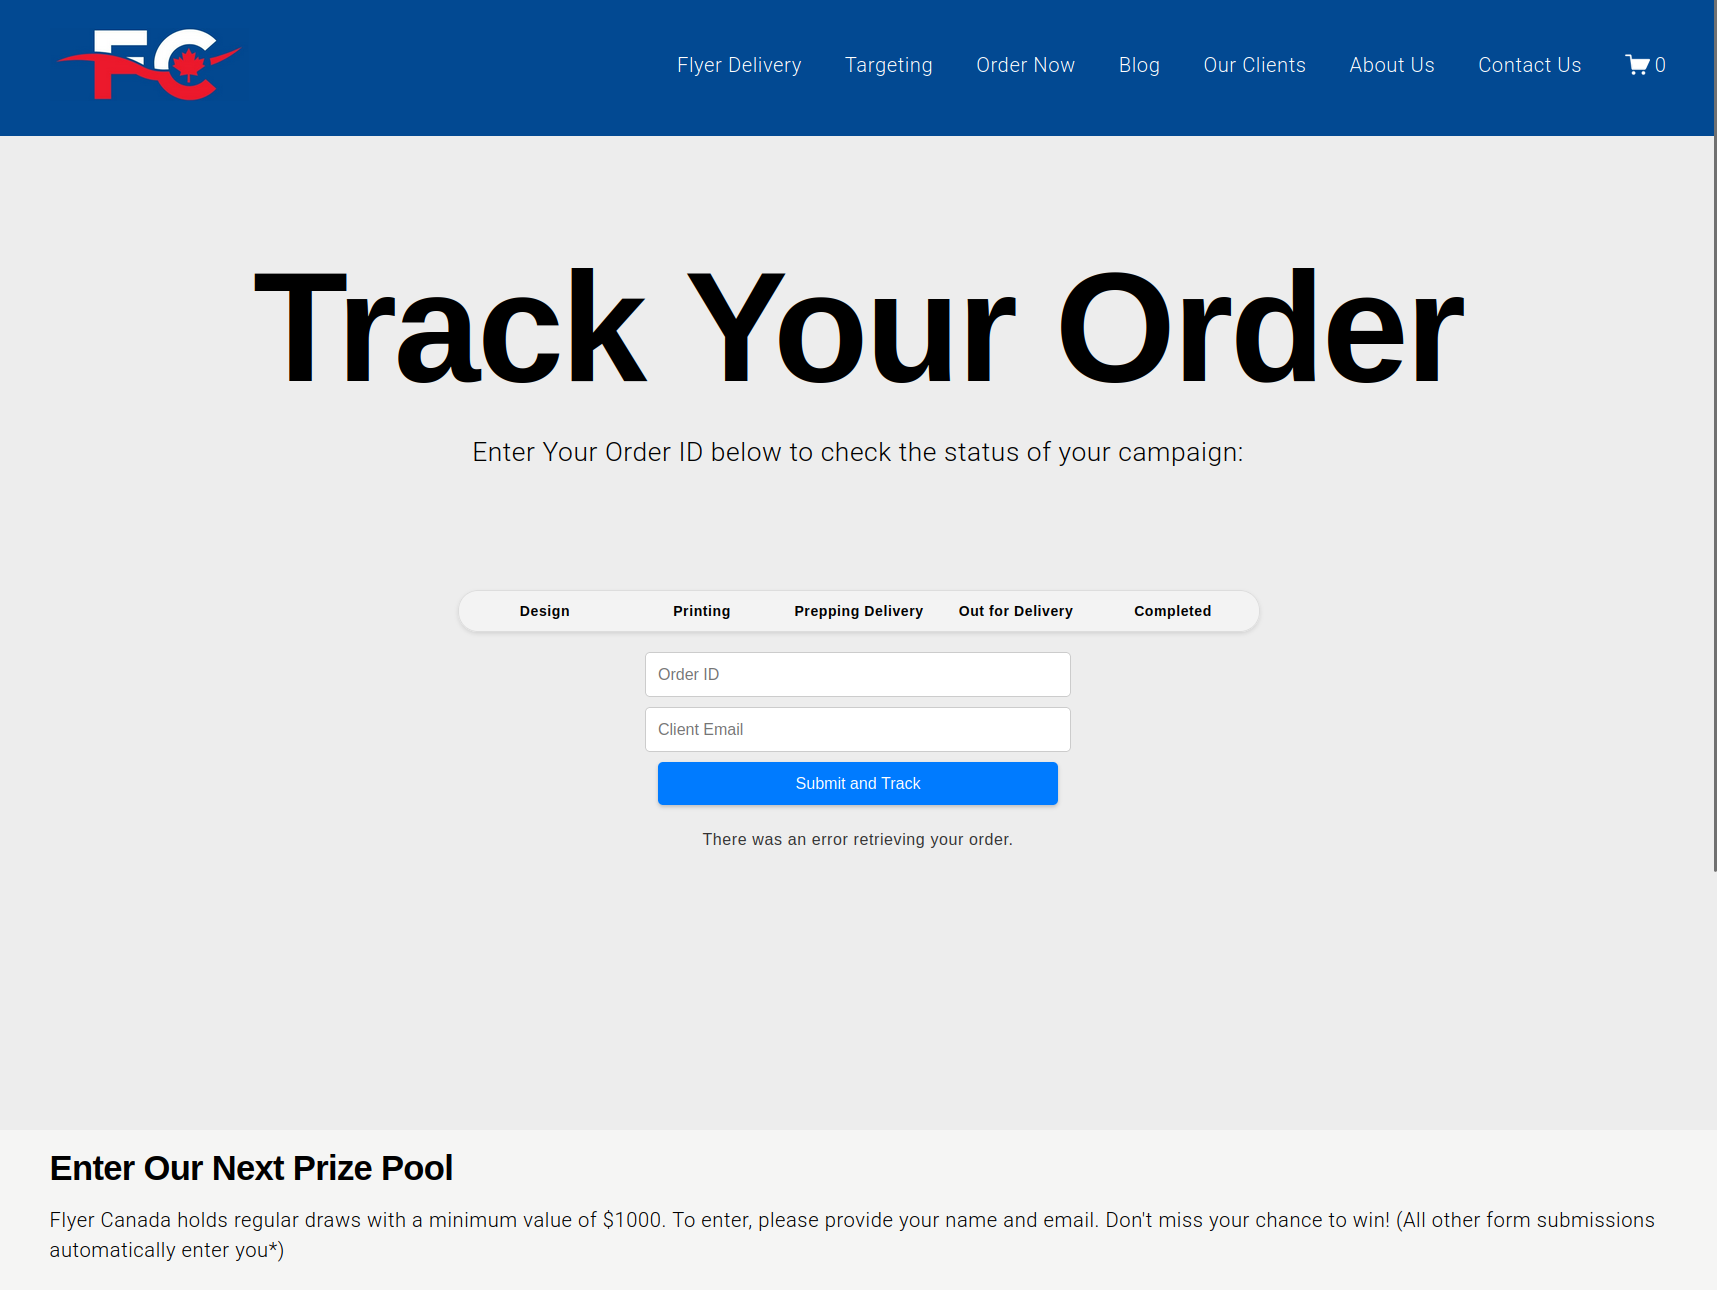 FC
Flyer Delivery Targeting Order Now Blog Our Clients About Us Contact Us 0
Track Your Order
Enter Your Order ID below to check the status of your campaign:
Design Printing Prepping Delivery Out for Delivery Completed
Order ID
Client Email
Submit and Track
There was an error retrieving your order.
Enter Our Next Prize Pool
Flyer Canada holds regular draws with a minimum value of $1000. To enter, please provide your name and email. Don't miss your chance to win! (All other form submissions
automatically enter you*)